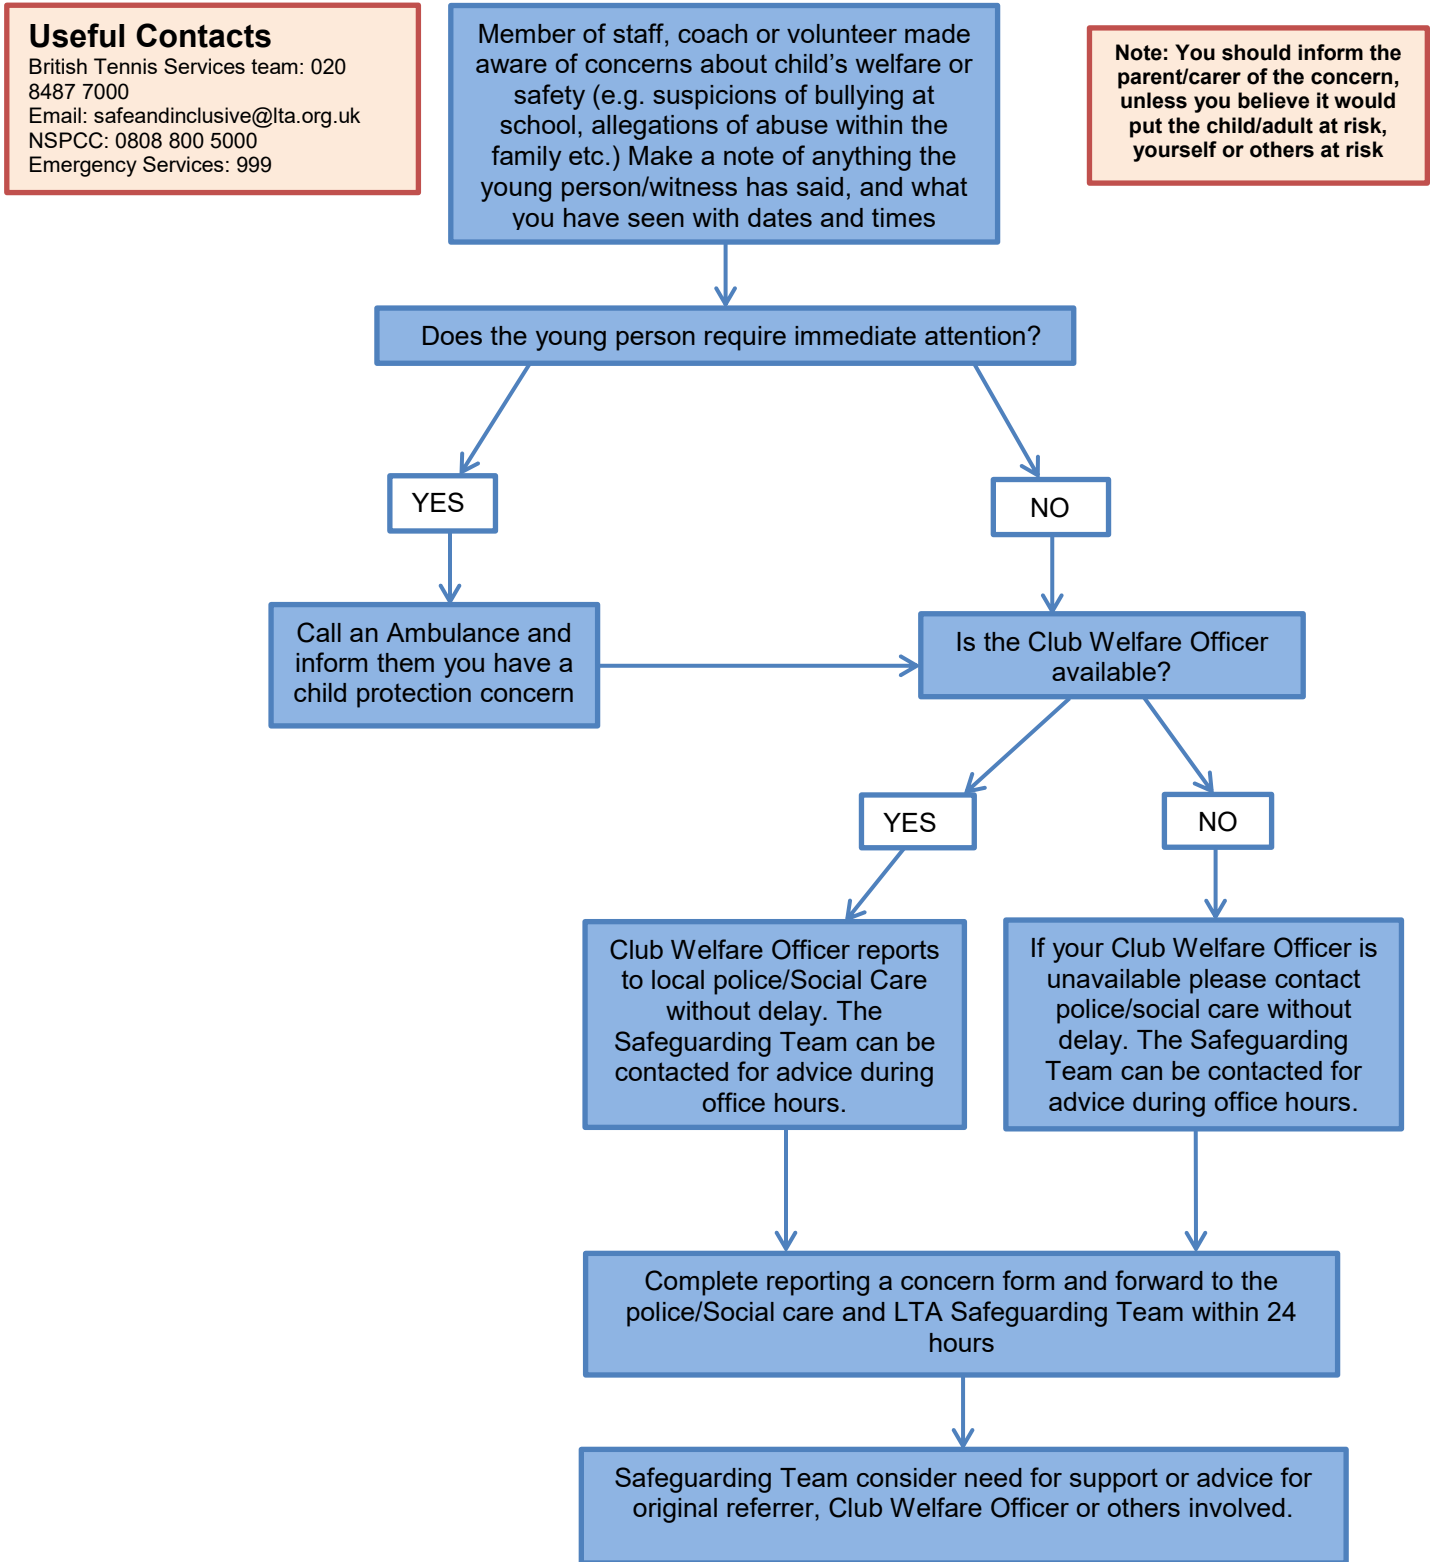 Useful Contacts
British Tennis Services team: 020
8487 7000
Email: safeandinclusive@lta.org.uk
NSPCC: 0808 800 5000
Emergency Services: 999
Member of staff, coach or volunteer made
aware of concerns about child’s welfare or
safety (e.g. suspicions of bullying at
school, allegations of abuse within the
family etc.) Make a note of anything the
young person/witness has said, and what
you have seen with dates and times
Note: You should inform the
parent/carer of the concern,
unless you believe it would
put the child/adult at risk,
yourself or others at risk
Does the young person require immediate attention?
YES
NO
Call an Ambulance and
inform them you have a
child protection concern
Is the Club Welfare Officer
available?
YES
NO
Club Welfare Officer reports
to local police/Social Care
without delay. The
Safeguarding Team can be
contacted for advice during
office hours.
If your Club Welfare Officer is
unavailable please contact
police/social care without
delay. The Safeguarding
Team can be contacted for
advice during office hours.
Complete reporting a concern form and forward to the
police/Social care and LTA Safeguarding Team within 24
hours
Safeguarding Team consider need for support or advice for
original referrer, Club Welfare Officer or others involved.